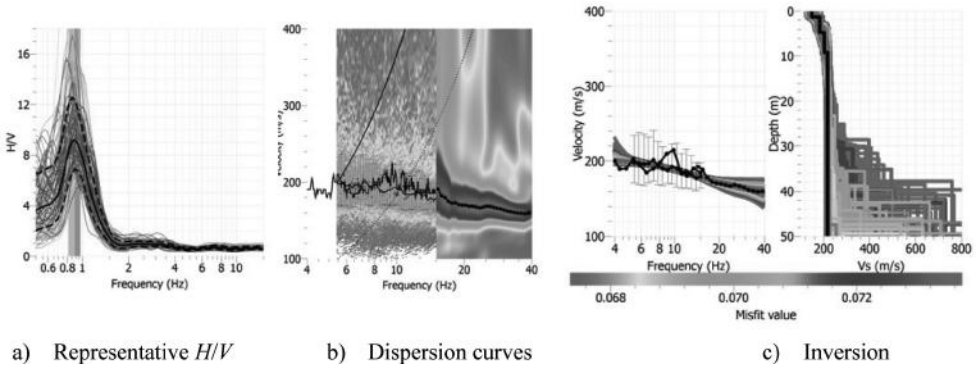 16
12
8
4
0
H/V
0.6 0.8 1 2 4 6 8 10
Frequency (Hz)
400
300
200
100
4 6 8 10 20 40
Frequency (Hz)
400
300
200
100
Velocity (m/s)
4 6 8 10 20 40
Frequency (Hz)
0
10
20
30
40
50
Depth (m)
200 400 600 800
Vs (m/s)
0.068 0.070 0.072
Misfit value
a) Representative H/V
b) Dispersion curves
c) Inversion